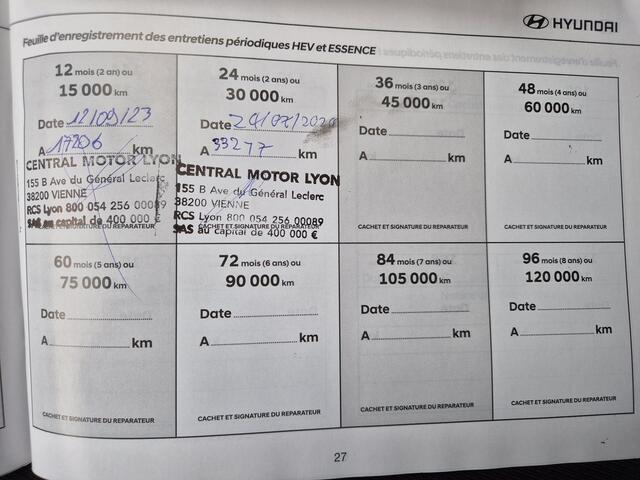 HYUNDAI
Feuille d'enregistrement des entretiens périodiques HEV et ESSENCE
12 mois (2 ans) ou
15 000 km
Date 12/09/23
A 17206 km
CENTRAL MOTOR LYON
155 B Ave du Général Leclerc
38200 VIENNE
RCS Lyon 800 054 256 00089
SAS au capital de 400 000 €
CACHET ET SIGNATURE DU REPARATEUR
24 mois (2 ans) ou
30 000 km
Date
A 33277 km
CENTRAL MOTOR LYON
155 B Ave du Général Leclerc
38200 VIENNE
RCS Lyon 800 054 256 00089
SAS au capital de 400 000 €
CACHET ET SIGNATURE DU REPARATEUR
36 mois (3 ans) ou
45 000 km
Date
A km
CACHET ET SIGNATURE DU REPARATEUR
48 mois (4 ans) ou
60 000 km
Date
A km
CACHET ET SIGNATURE DU REPARATEUR
60 mois (5 ans) ou
75 000 km
Date
A km
CACHET ET SIGNATURE DU REPARATEUR
72 mois (6 ans) ou
90 000 km
Date
A km
CACHET ET SIGNATURE DU REPARATEUR
84 mois (7 ans) ou
105 000 km
Date
A km
CACHET ET SIGNATURE DU REPARATEUR
96 mois (8 ans) ou
120 000 km
Date
A km
CACHET ET SIGNATURE DU REPARATEUR
27